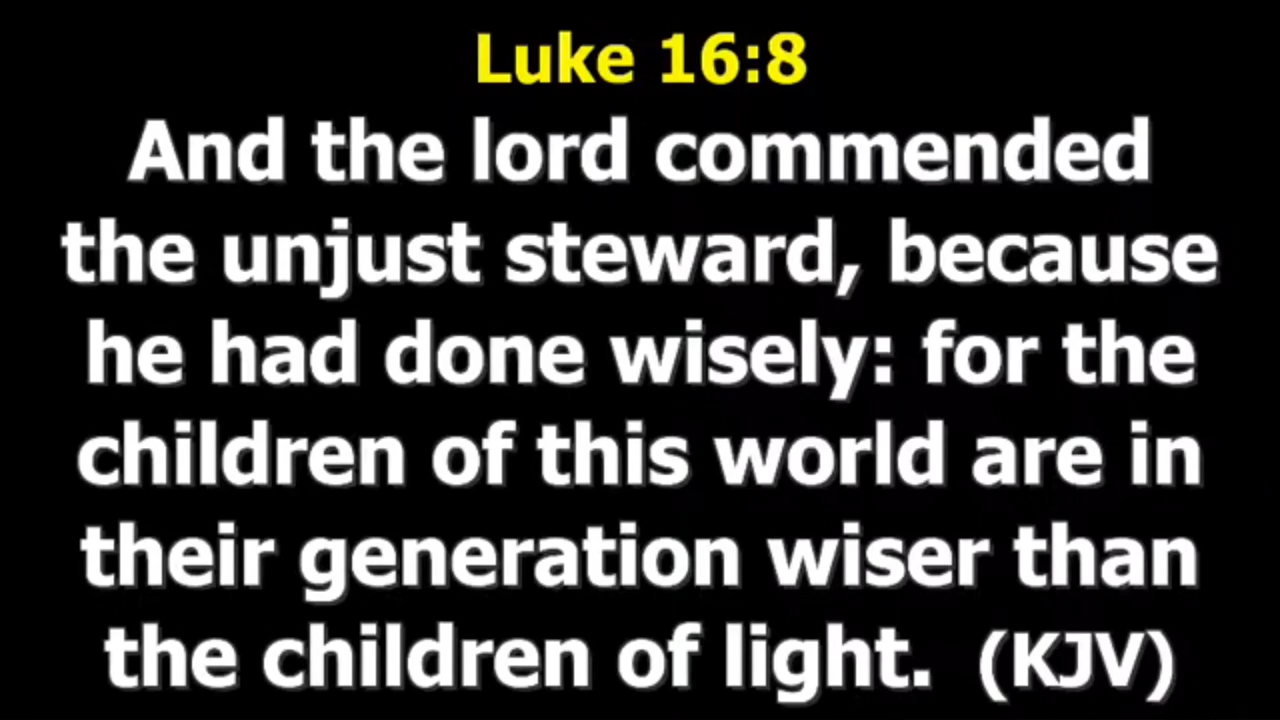 Luke 16:8
And the lord commended
the unjust steward, because
he had done wisely: for the
children of this world are in
their generation wiser than
the children of light. (KJV)